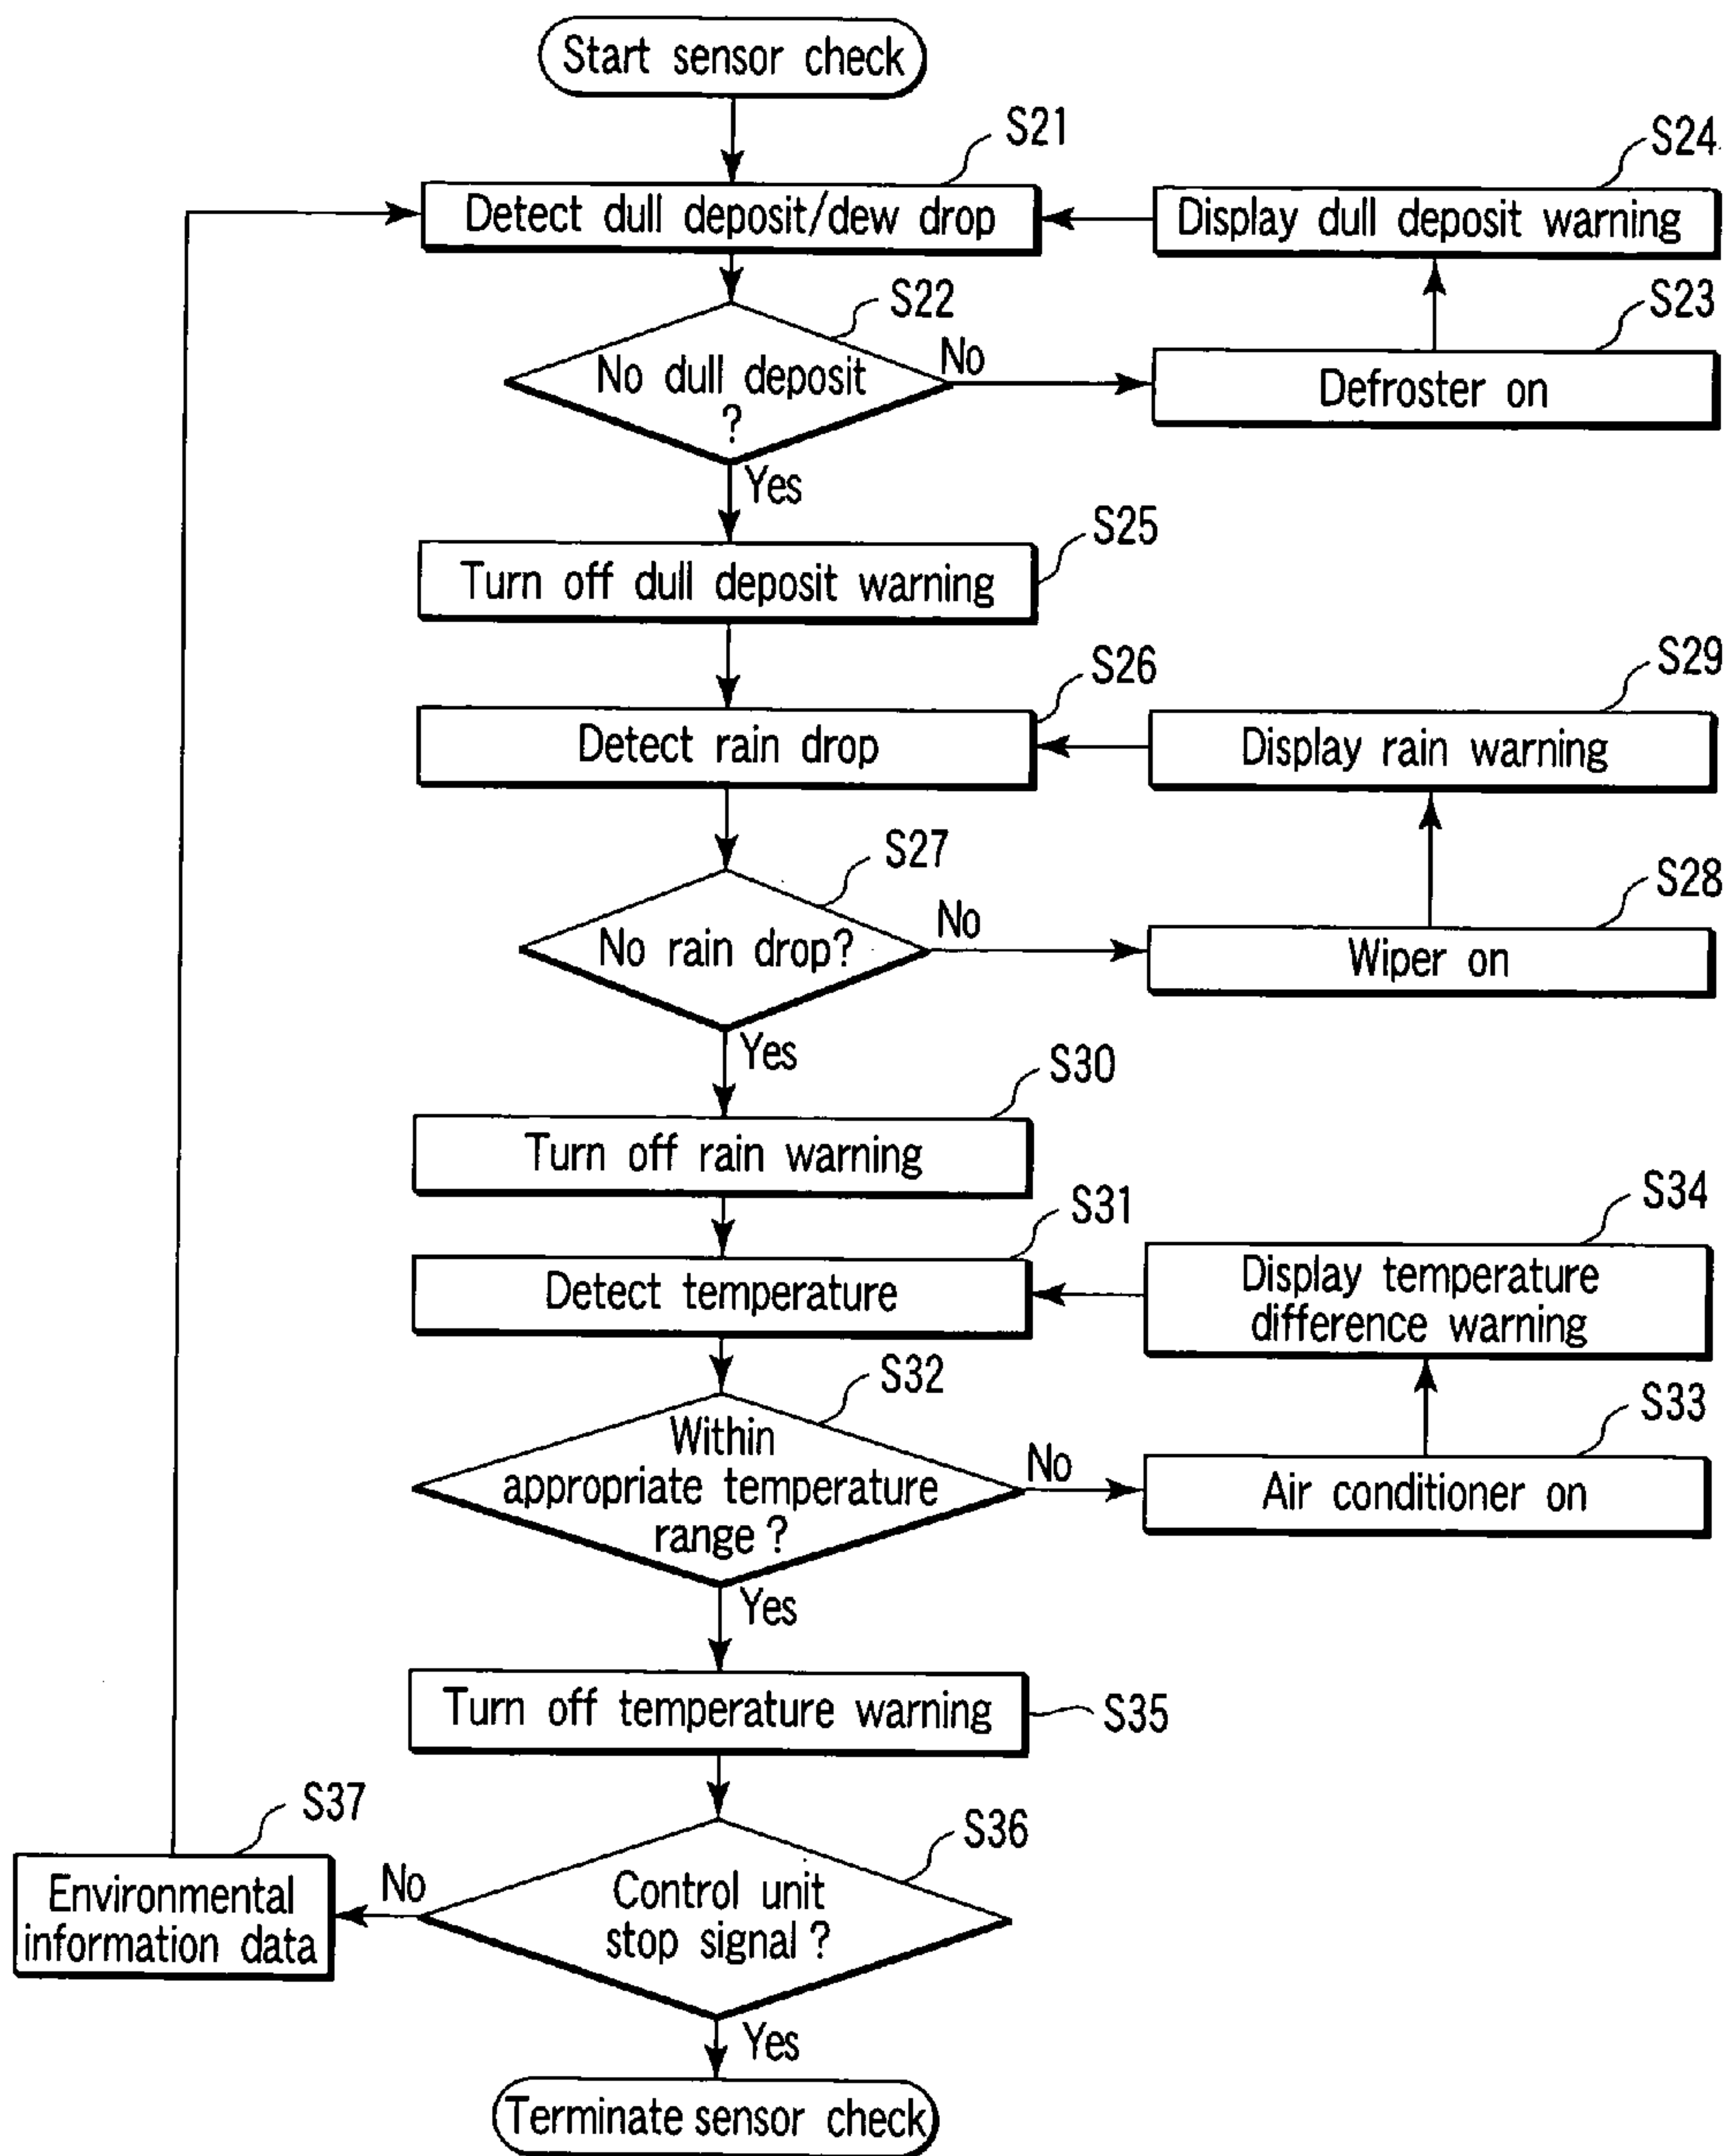 Start sensor check
S21
Detect dull deposit/dew drop
S24
Display dull deposit warning
S22
No dull deposit
?
No
S23
Defroster on
Yes
S25
Turn off dull deposit warning
S26
Detect rain drop
S29
Display rain warning
S27
No rain drop?
No
S28
Wiper on
Yes
S30
Turn off rain warning
S31
Detect temperature
S34
Display temperature
difference warning
S32
Within
appropriate temperature
range?
No
S33
Air conditioner on
Yes
Turn off temperature warning
S35
S36
Control unit
stop signal?
No
S37
Environmental
information data
Yes
Terminate sensor check